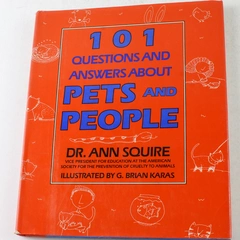 101
QUESTIONS AND
ANSWERS ABOUT
PETS AND
PEOPLE
DR. ANN SQUIRE
VICE PRESIDENT FOR EDUCATION AT THE AMERICAN
SOCIETY FOR THE PREVENTION OF CRUELTY TO ANIMALS
ILLUSTRATED BY G. BRIAN KARAS